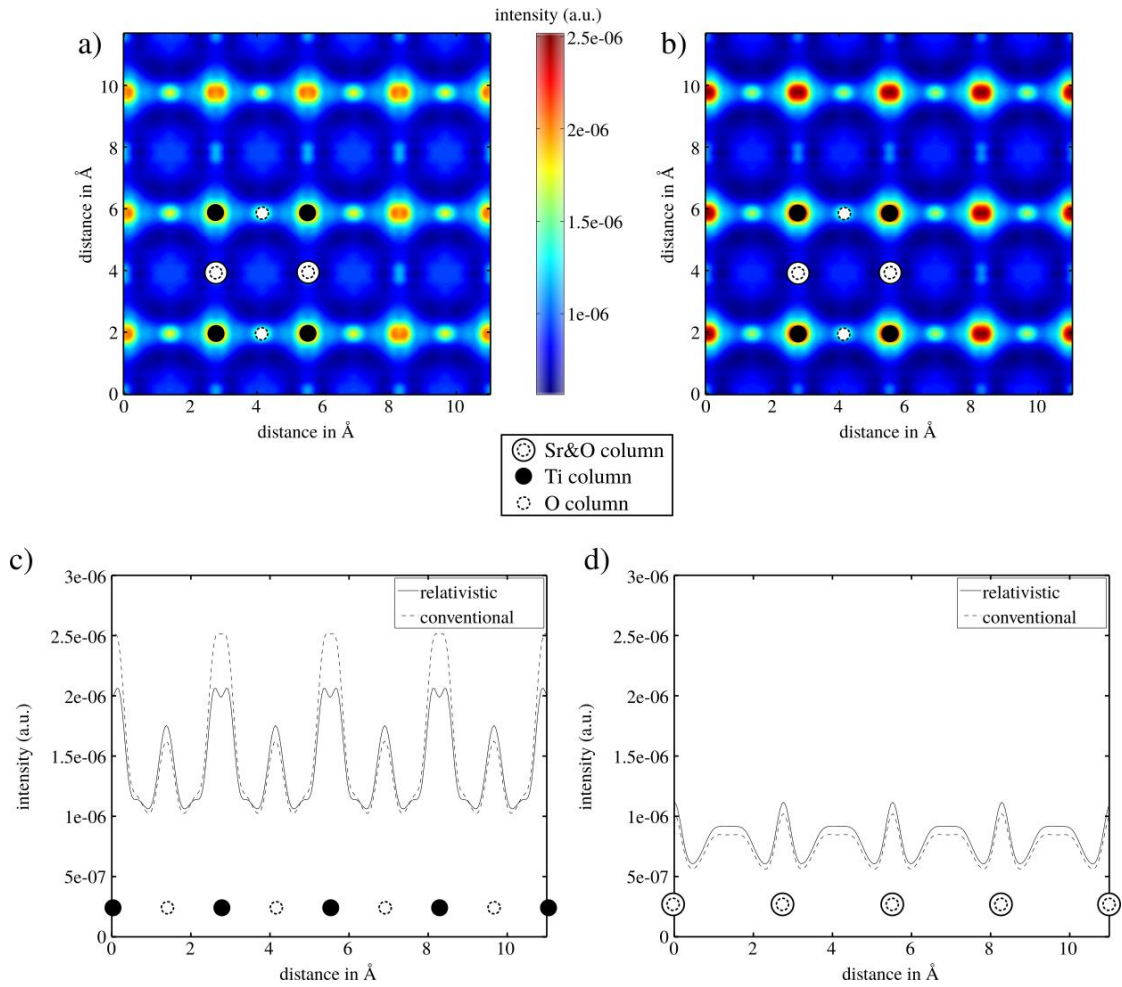 intensity (a.u.)
a)
2.5e-06
b)
10
8
6
4
2
0
distance in Å
2e-06
1.5e-06
1e-06
10
8
6
4
2
0
distance in Å
0 2 4 6 8 10
distance in Å
0 2 4 6 8 10
distance in Å
Sr&O column
Ti column
O column
c)
3e-06
2.5e-06
2e-06
1.5e-06
1e-06
5e-07
0
intensity (a.u.)
relativistic
conventional
0 2 4 6 8 10
distance in Å
d)
3e-06
2.5e-06
2e-06
1.5e-06
1e-06
5e-07
0
intensity (a.u.)
relativistic
conventional
0 2 4 6 8 10
distance in Å